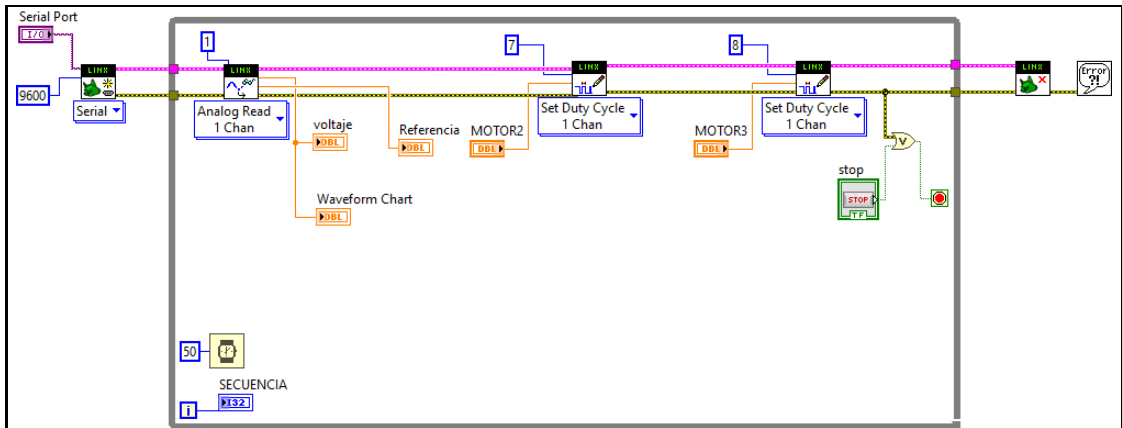 Serial Port
I/O
LINX
9600
Serial
1
LINX
Analog Read
1 Chan
voltaje
DBL
Referencia
DBL
Waveform Chart
DBL
MOTOR2
DBL
7
LINX
Set Duty Cycle
1 Chan
MOTOR3
DBL
8
LINX
Set Duty Cycle
1 Chan
stop
STOP
TF
V
LINX
Error
?!
50
SECUENCIA
I32
i